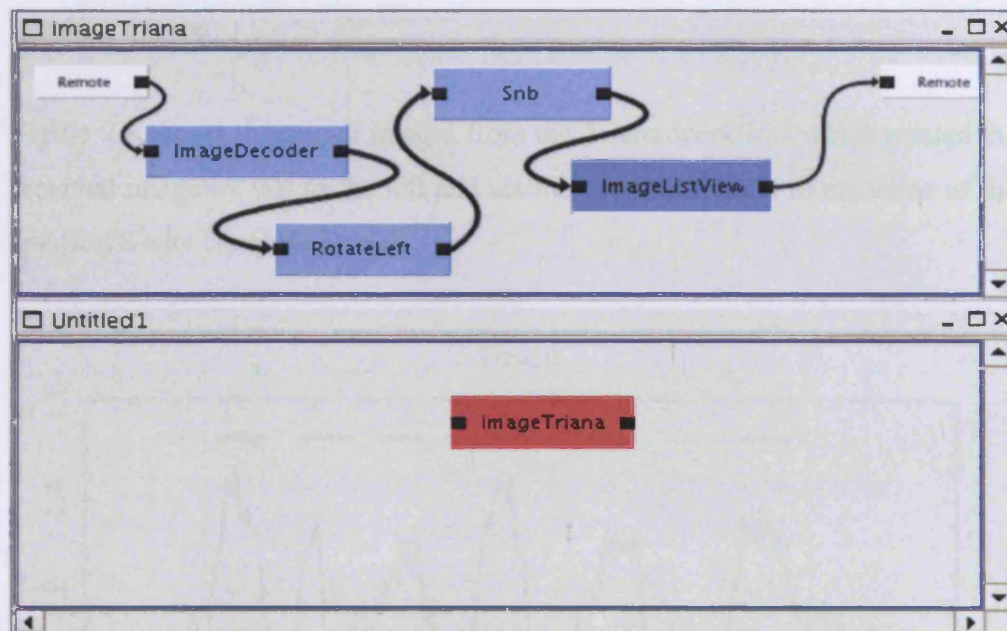 ImageTriana
Remote
Snb
Remote
ImageDecoder
ImageListView
RotateLeft
Untitled1
ImageTriana